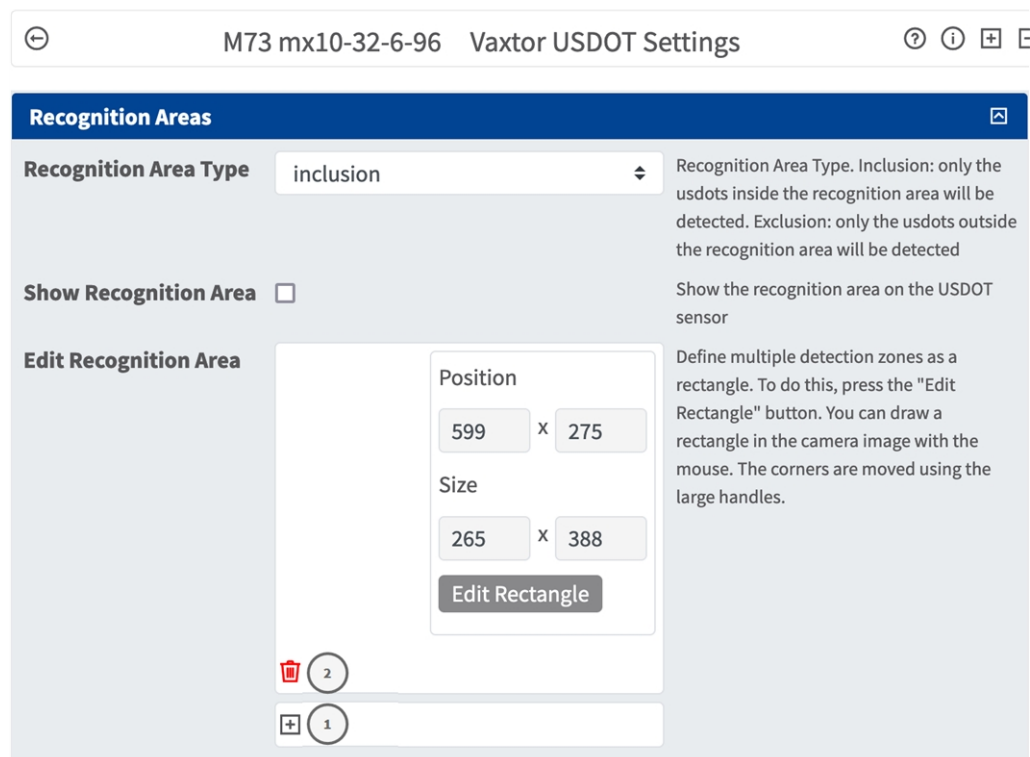 M73 mx10-32-6-96 Vaxtor USDOT Settings
Recognition Areas
Recognition Area Type
inclusion
Recognition Area Type. Inclusion: only the
usdots inside the recognition area will be
detected. Exclusion: only the usdots outside
the recognition area will be detected
Show Recognition Area
Show the recognition area on the USDOT
sensor
Edit Recognition Area
Position
599 x 275
Size
265 x 388
Edit Rectangle
Define multiple detection zones as a
rectangle. To do this, press the "Edit
Rectangle" button. You can draw a
rectangle in the camera image with the
mouse. The corners are moved using the
large handles.
2
1